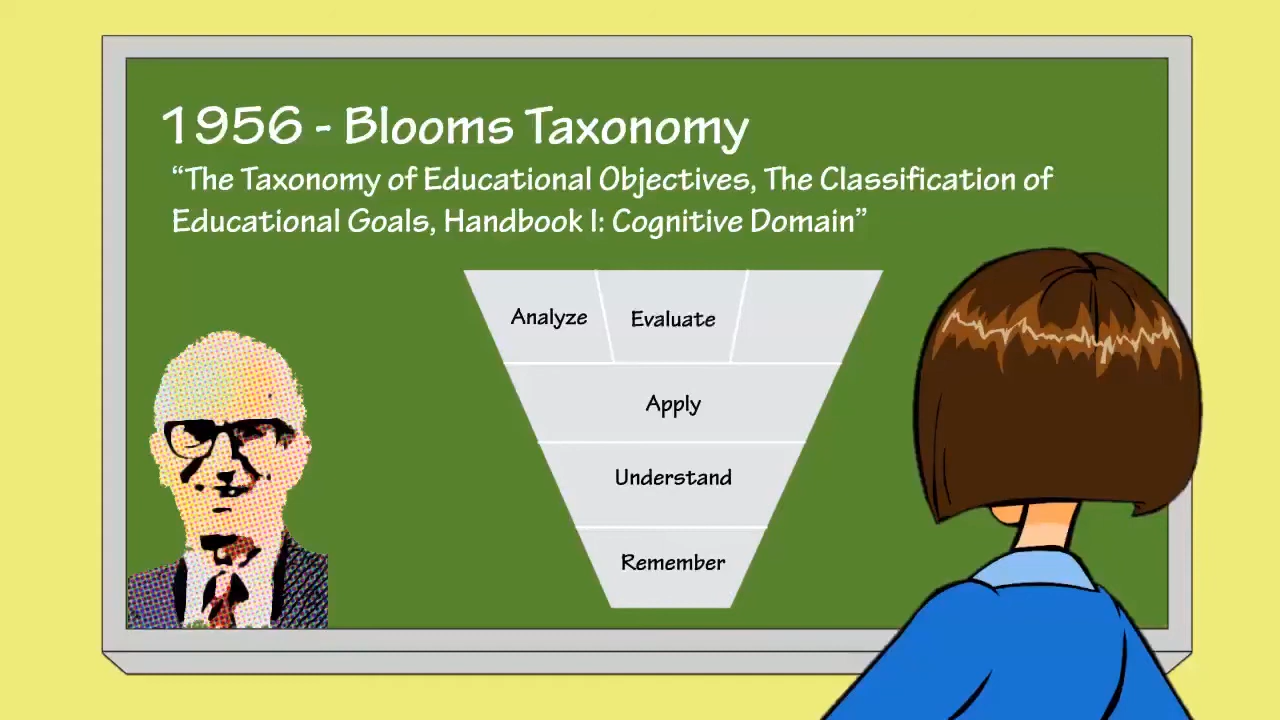 1956 - Blooms Taxonomy
“The Taxonomy of Educational Objectives, The Classification of
Educational Goals, Handbook I: Cognitive Domain”
Analyze Evaluate
Apply
Understand
Remember